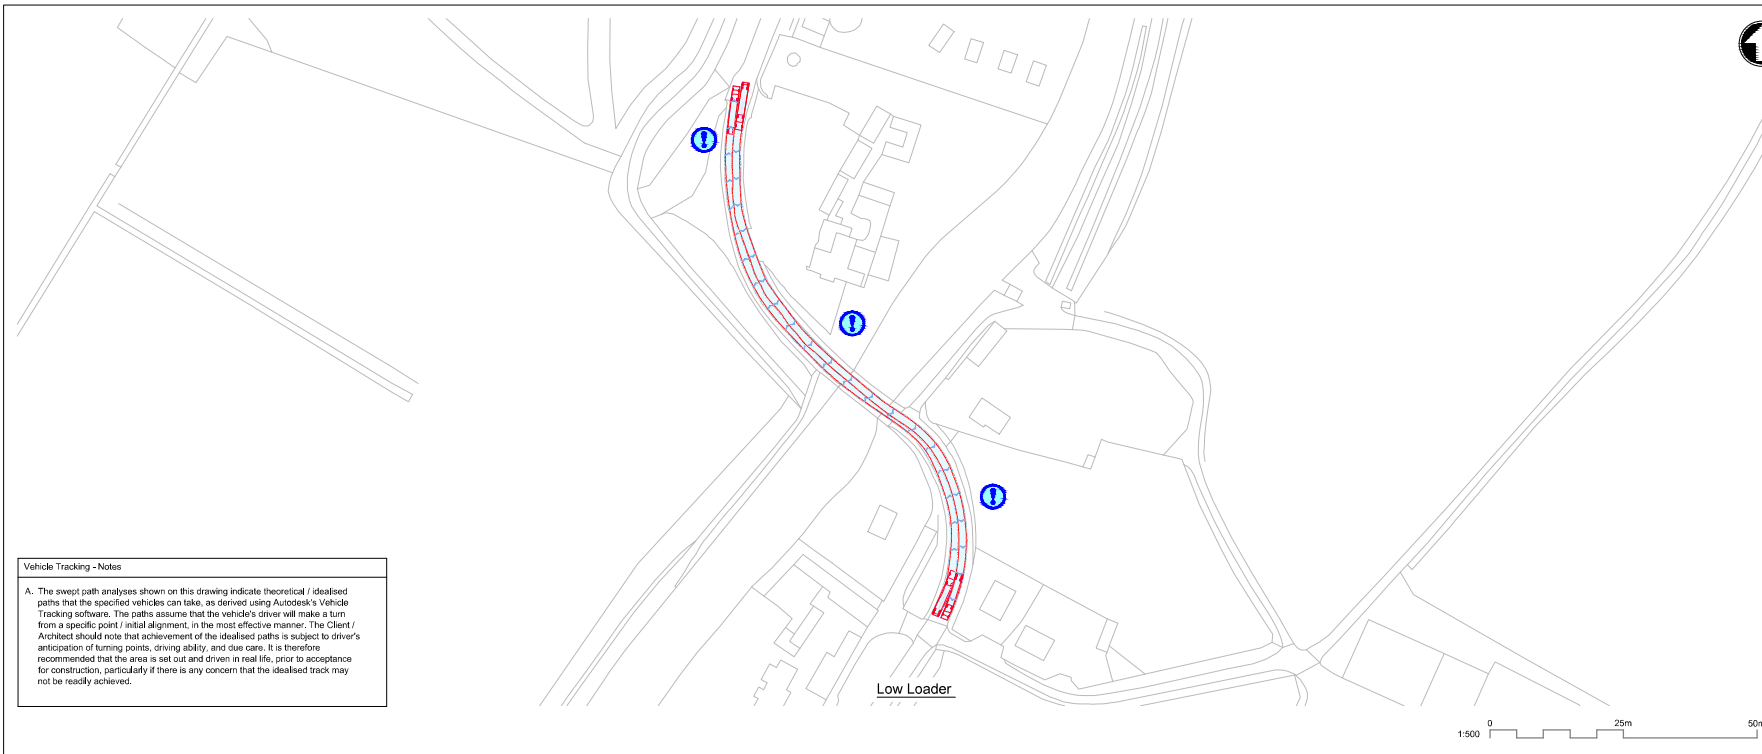 Vehicle Tracking - Notes
A. The swept path analyses shown on this drawing indicate theoretical / idealised
paths that the specified vehicles can take, as derived using Autodesk's Vehicle
Tracking software. The paths assume that the vehile's driver will make a turn
from a specific point / initial alignment, in the most effective manner. The Client /
Architect should note that achievement of the idealised paths is subject to driver's
anticipation of turning points, driving ability, and due care. It is therefore
recommended that the area is set out and driven in real life, prior to acceptance
for construction, particularly if there is any concern that the idealised track may
not be readily achieved.
Low Loader
1:500
0 25m 50m